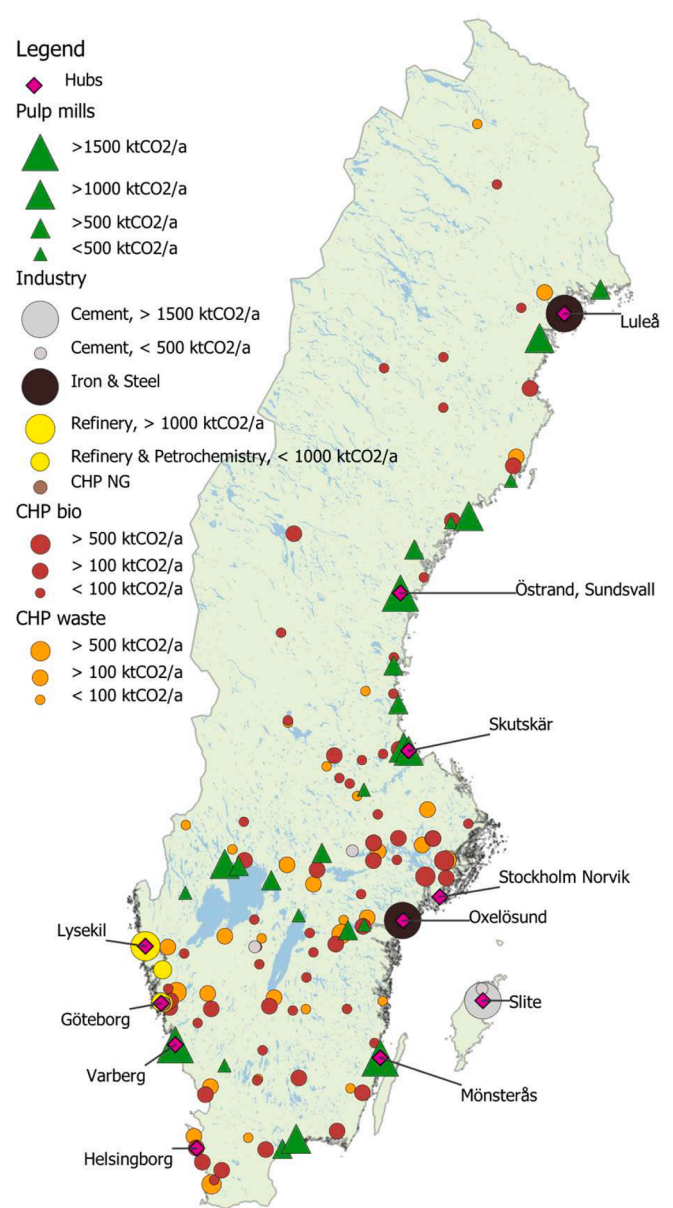 Legend
Hubs
Pulp mills
>1500 ktCO2/a
>1000 ktCO2/a
>500 ktCO2/a
<500 ktCO2/a
Industry
Cement, > 1500 ktCO2/a
Cement, < 500 ktCO2/a
Iron & Steel
Refinery, > 1000 ktCO2/a
Refinery & Petrochemistry, < 1000 ktCO2/a
CHP NG
CHP bio
> 500 ktCO2/a
> 100 ktCO2/a
< 100 ktCO2/a
CHP waste
> 500 ktCO2/a
> 100 ktCO2/a
< 100 ktCO2/a
Luleå
Östrand, Sundsvall
Skutskär
Stockholm Norvik
Oxelösund
Lysekil
Slite
Göteborg
Varberg
Mönsterås
Helsingborg